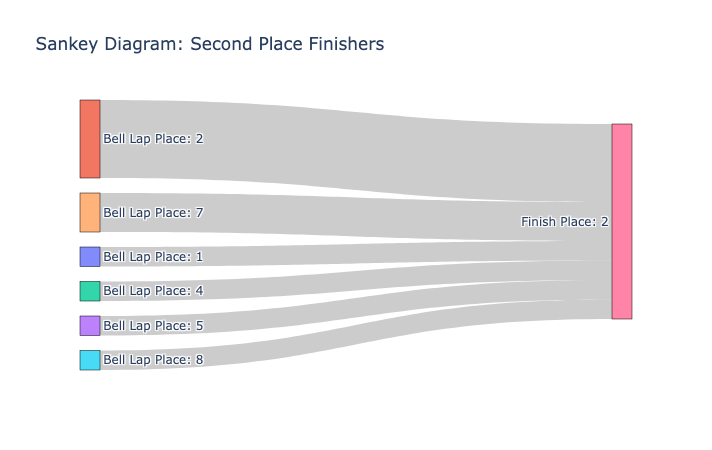 Sankey Diagram: Second Place Finishers
Bell Lap Place: 2
Bell Lap Place: 7
Finish Place: 2
Bell Lap Place: 1
Bell Lap Place: 4
Bell Lap Place: 5
Bell Lap Place: 8